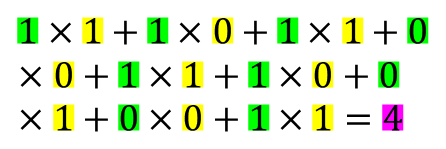 1 × 1 + 1 × 0 + 1 × 1 + 0
× 0 + 1 × 1 + 1 × 0 + 0
× 1 + 0 × 0 + 1 × 1 = 4